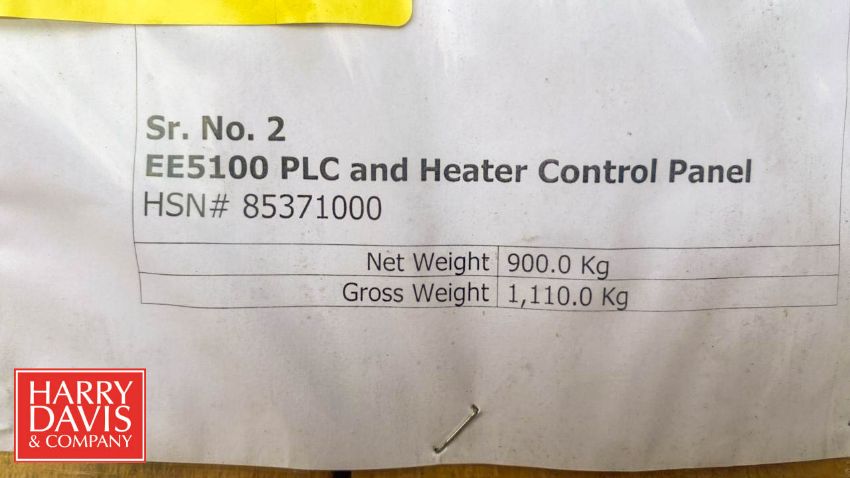 Sr. No. 2
EE5100 PLC and Heater Control Panel
HSN# 85371000
Net Weight 900.0 Kg
Gross Weight 1,110.0 Kg
HARRY
DAVIS
& COMPANY